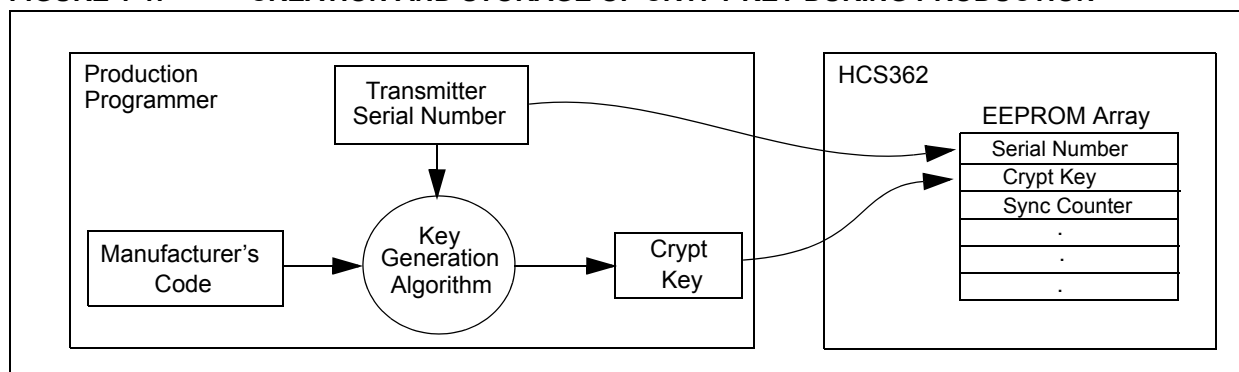 Production
Programmer
Transmitter
Serial Number
Manufacturer's
Code
Key
Generation
Algorithm
Crypt
Key
HCS362
EEPROM Array
Serial Number
Crypt Key
Sync Counter
.
.
.